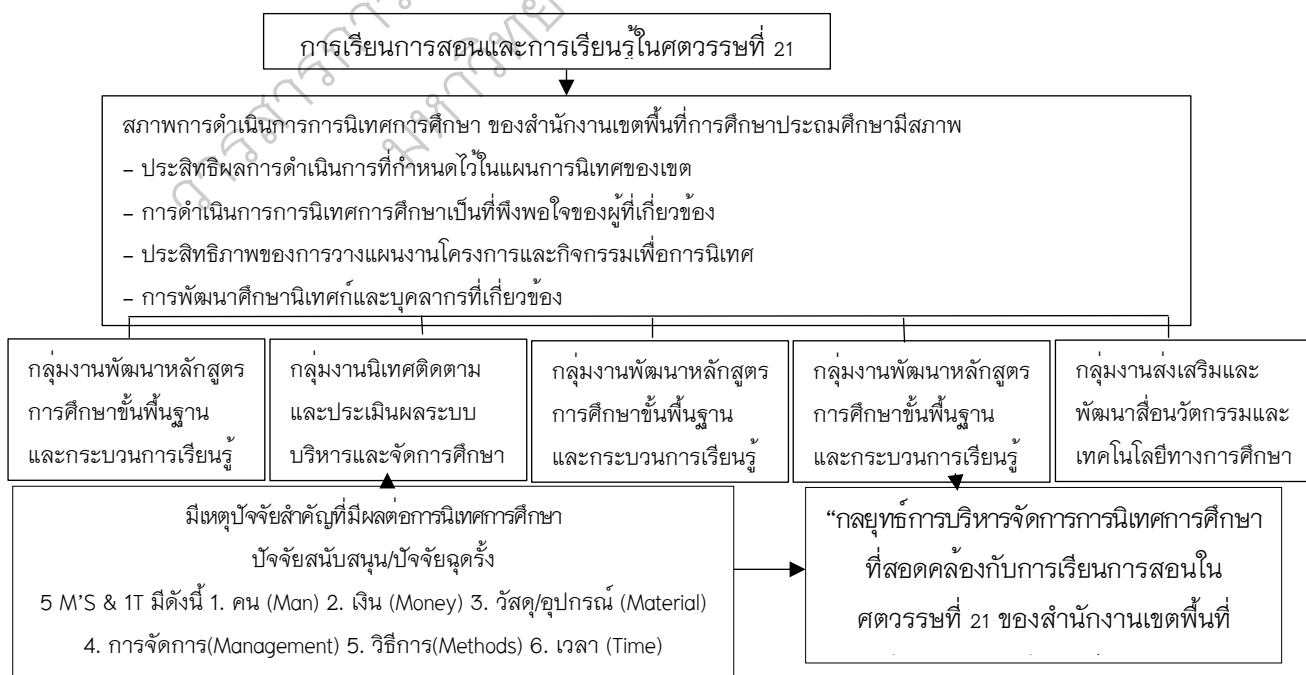 การเรียนการสอนและการเรียนรู้ในศตวรรษที่ 21
สภาพการดำเนินการการนิเทศการศึกษา ของสำนักงานเขตพื้นที่การศึกษาประถมศึกษามีสภาพ
– ประสิทธิผลการดำเนินการที่กำหนดไว้ในแผนการนิเทศของเขต
– การดำเนินการการนิเทศการศึกษาเป็นที่พึงพอใจของผู้ที่เกี่ยวข้อง
– ประสิทธิภาพของการวางแผนงานโครงการและกิจกรรมเพื่อการนิเทศ
– การพัฒนาศึกษานิเทศก์และบุคลากรที่เกี่ยวข้อง
กลุ่มงานพัฒนาหลักสูตร
การศึกษาขั้นพื้นฐาน
และกระบวนการเรียนรู้
กลุ่มงานนิเทศติดตาม
และประเมินผลระบบ
บริหารและจัดการศึกษา
กลุ่มงานพัฒนาหลักสูตร
การศึกษาขั้นพื้นฐาน
และกระบวนการเรียนรู้
กลุ่มงานพัฒนาหลักสูตร
การศึกษาขั้นพื้นฐาน
และกระบวนการเรียนรู้
กลุ่มงานส่งเสริมและ
พัฒนาสื่อนวัตกรรมและ
เทคโนโลยีทางการศึกษา
มีเหตุปัจจัยสำคัญที่มีผลต่อการนิเทศการศึกษา
ปัจจัยสนับสนุน/ปัจจัยฉุดรั้ง
5 M'S & 1T มีดังนี้ 1. คน (Man) 2. เงิน (Money) 3. วัสดุ/อุปกรณ์ (Material)
4. การจัดการ(Management) 5. วิธีการ(Methods) 6. เวลา (Time)
“กลยุทธ์การบริหารจัดการการนิเทศการศึกษา
ที่สอดคล้องกับการเรียนการสอนใน
ศตวรรษที่ 21 ของสำนักงานเขตพื้นที่